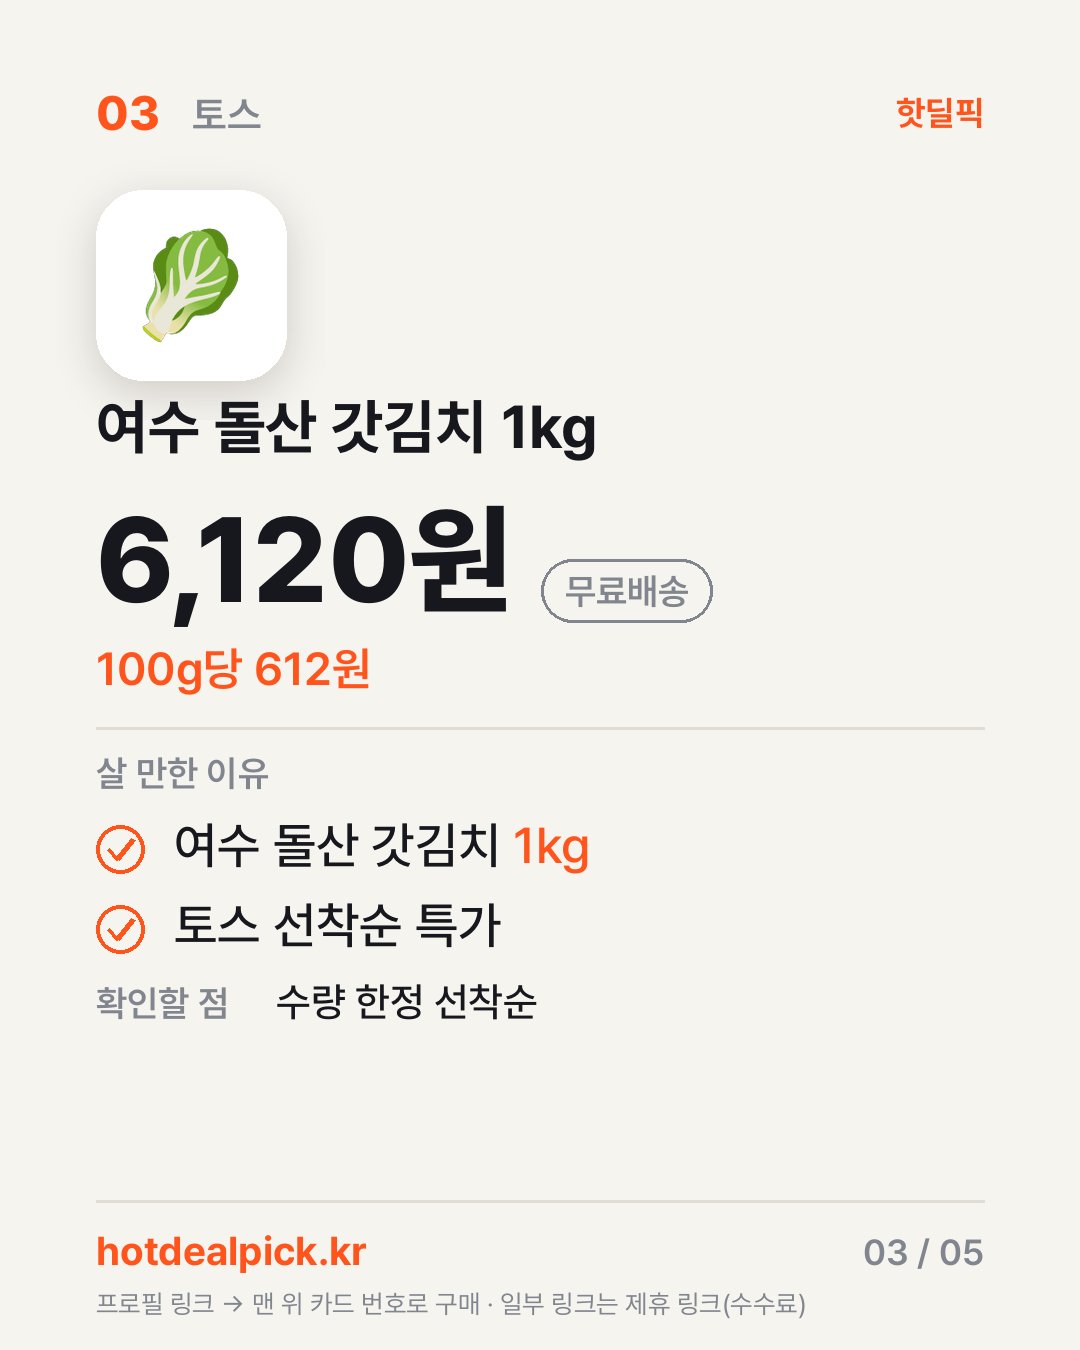 03 토스 핫딜픽
여수 돌산 갓김치 1kg
6,120원 무료배송
100g당 612원
살 만한 이유
여수 돌산 갓김치 1kg
토스 선착순 특가
확인할 점 수량 한정 선착순
hotdealpick.kr 03 / 05
프로필 링크 → 맨 위 카드 번호로 구매 · 일부 링크는 제휴 링크(수수료)